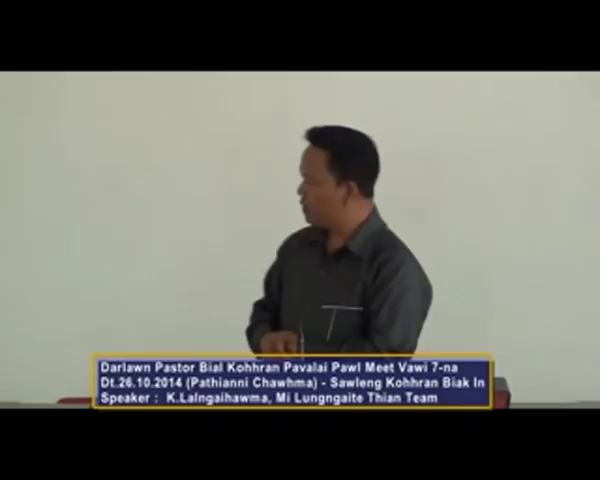 Darlawn Pastor Bial Kohhran Pavalai Pawl Meet Vawi 7-na
Dt.26.10.2014 (Pathianni Chawhma) - Sawleng Kohhran Biak In
Speaker : K.Lalngaihawma, Mi Lungngaite Thian Team